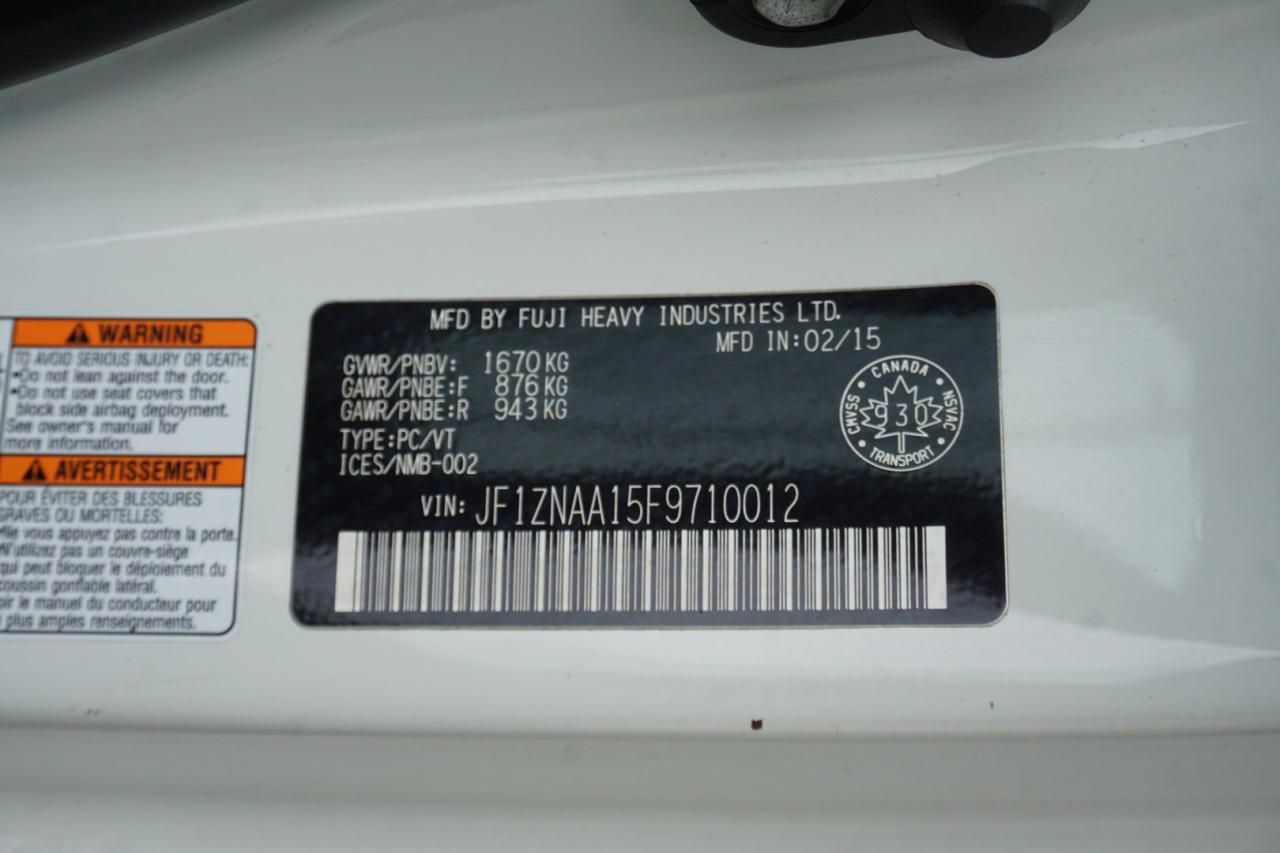 MFD BY FUJI HEAVY INDUSTRIES LTD.
MFD IN:02/15
GVWR/PNBV: 1670 KG
GAWR/PNBE:F 876 KG
GAWR/PNBE:R 943 KG
TYPE:PC/VT
ICES/NMB-002
CANADA
CMVSS 930 NSVAC
TRANSPORT
VIN: JF1ZNAA15F9710012
WARNING
TO AVOID SERIOUS INJURY OR DEATH:
•Do not lean against the door.
•Do not use seat covers that
block side airbag deployment.
See owner's manual for
more information.
AVERTISSEMENT
POUR ÉVITER DES BLESSURES
GRAVES OU MORTELLES:
vous appuyez pas contre la porte.
N'utilizez pas un couvre-siège
qui peut bloquer le déploiement du
coussin gonflable latéral.
le manuel du conducteur pour
plus amples renseignements.